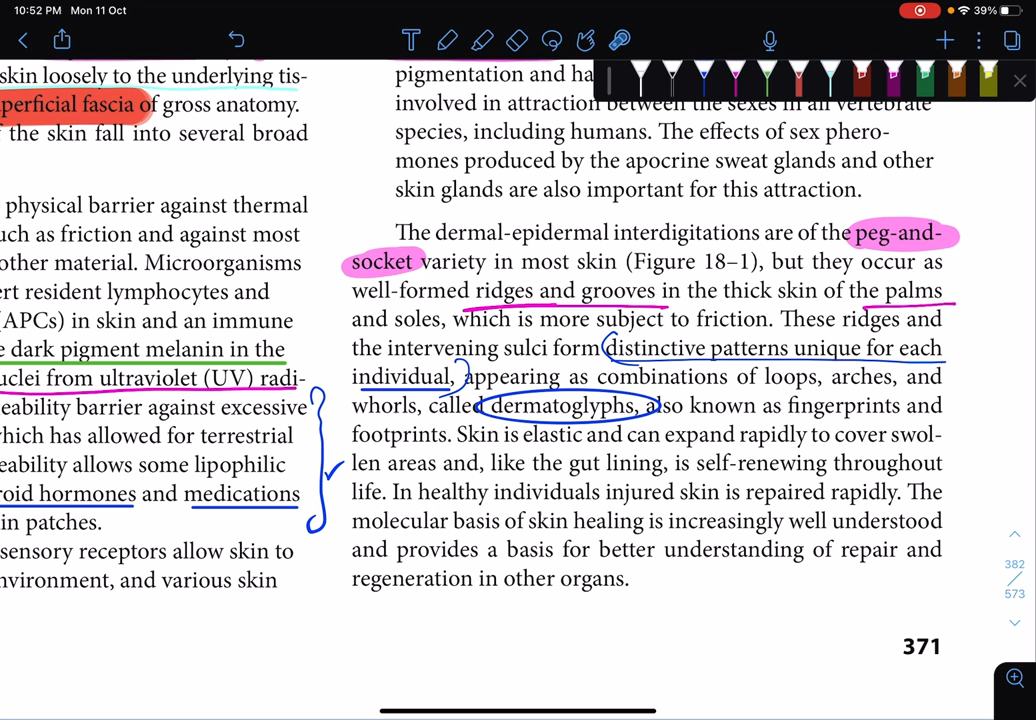 10:52 PM Mon 11 Oct
39%
T
skin loosely to the underlying tis-
perficial fascia of gross anatomy.
f the skin fall into several broad
physical barrier against thermal
uch as friction and against most
other material. Microorganisms
ert resident lymphocytes and
(APCs) in skin and an immune
e dark pigment melanin in the
uclei from ultraviolet (UV) radi-
eability barrier against excessive
which has allowed for terrestrial
eability allows some lipophilic
roid hormones and medications
in patches.
sensory receptors allow skin to
nvironment, and various skin
pigmentation and ha
involved in attraction between the sexes in all vertebrate
species, including humans. The effects of sex phero-
mones produced by the apocrine sweat glands and other
skin glands are also important for this attraction.
The dermal-epidermal interdigitations are of the peg-and-
socket variety in most skin (Figure 18–1), but they occur as
well-formed ridges and grooves in the thick skin of the palms
and soles, which is more subject to friction. These ridges and
the intervening sulci form distinctive patterns unique for each
individual, appearing as combinations of loops, arches, and
whorls, called dermatoglyphs, also known as fingerprints and
footprints. Skin is elastic and can expand rapidly to cover swol-
len areas and, like the gut lining, is self-renewing throughout
life. In healthy individuals injured skin is repaired rapidly. The
molecular basis of skin healing is increasingly well understood
and provides a basis for better understanding of repair and
regeneration in other organs.
371
382
573